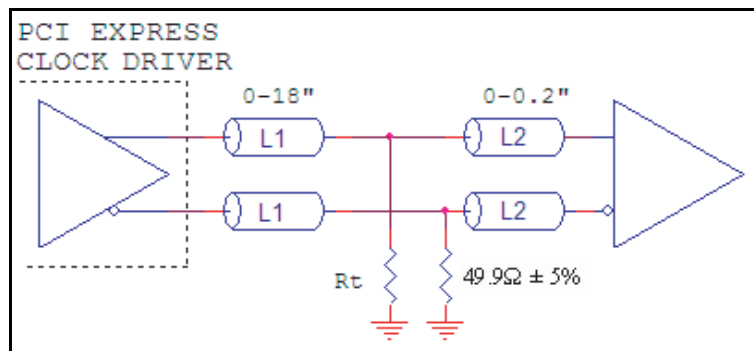 PCI EXPRESS
CLOCK DRIVER
0-18" 0-0.2"
L1 L2
L1 L2
Rt 49.9Ω ± 5%